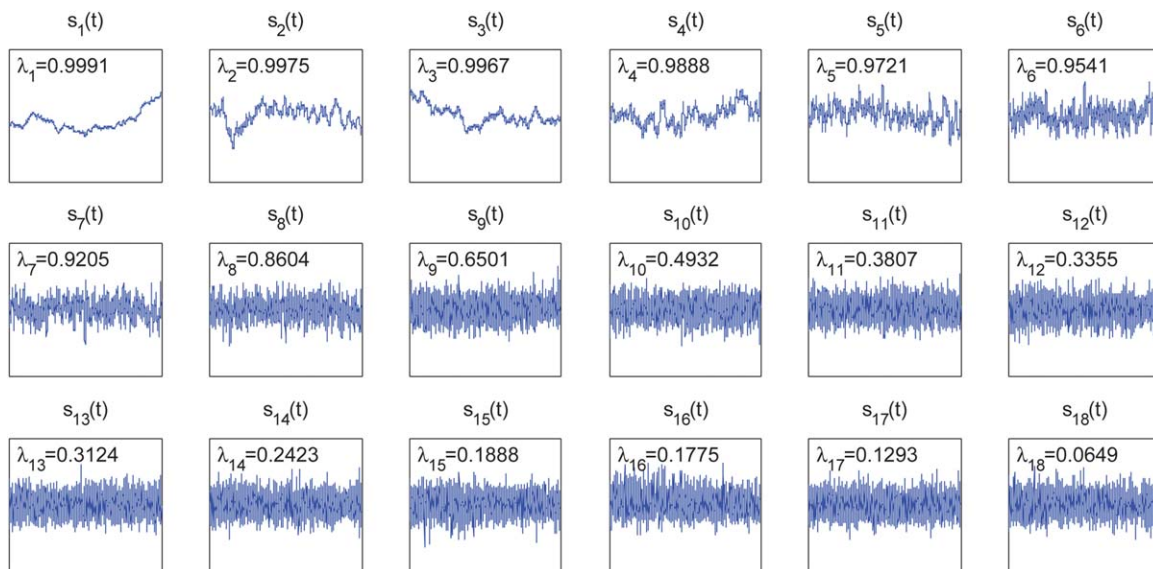 s₁(t) s₂(t) s₃(t) s₄(t) s₅(t) s₆(t)
λ₁=0.9991 λ₂=0.9975 λ₃=0.9967 λ₄=0.9888 λ₅=0.9721 λ₆=0.9541
s₇(t) s₈(t) s₉(t) s₁₀(t) s₁₁(t) s₁₂(t)
λ₇=0.9205 λ₈=0.8604 λ₉=0.6501 λ₁₀=0.4932 λ₁₁=0.3807 λ₁₂=0.3355
s₁₃(t) s₁₄(t) s₁₅(t) s₁₆(t) s₁₇(t) s₁₈(t)
λ₁₃=0.3124 λ₁₄=0.2423 λ₁₅=0.1888 λ₁₆=0.1775 λ₁₇=0.1293 λ₁₈=0.0649